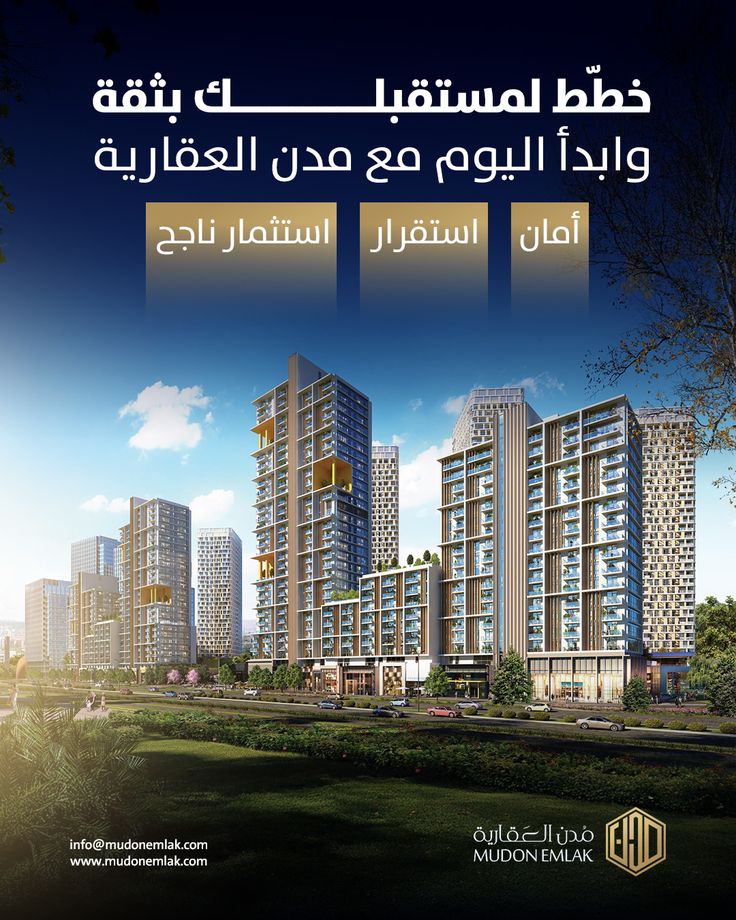 خطّط لمستقبلك بثقة
وابدأ اليوم مع مدن العقارية
أمان استقرار استثمار ناجح
info@mudonemlak.com
www.mudonemlak.com
مُدن العقارية
MUDON EMLAK